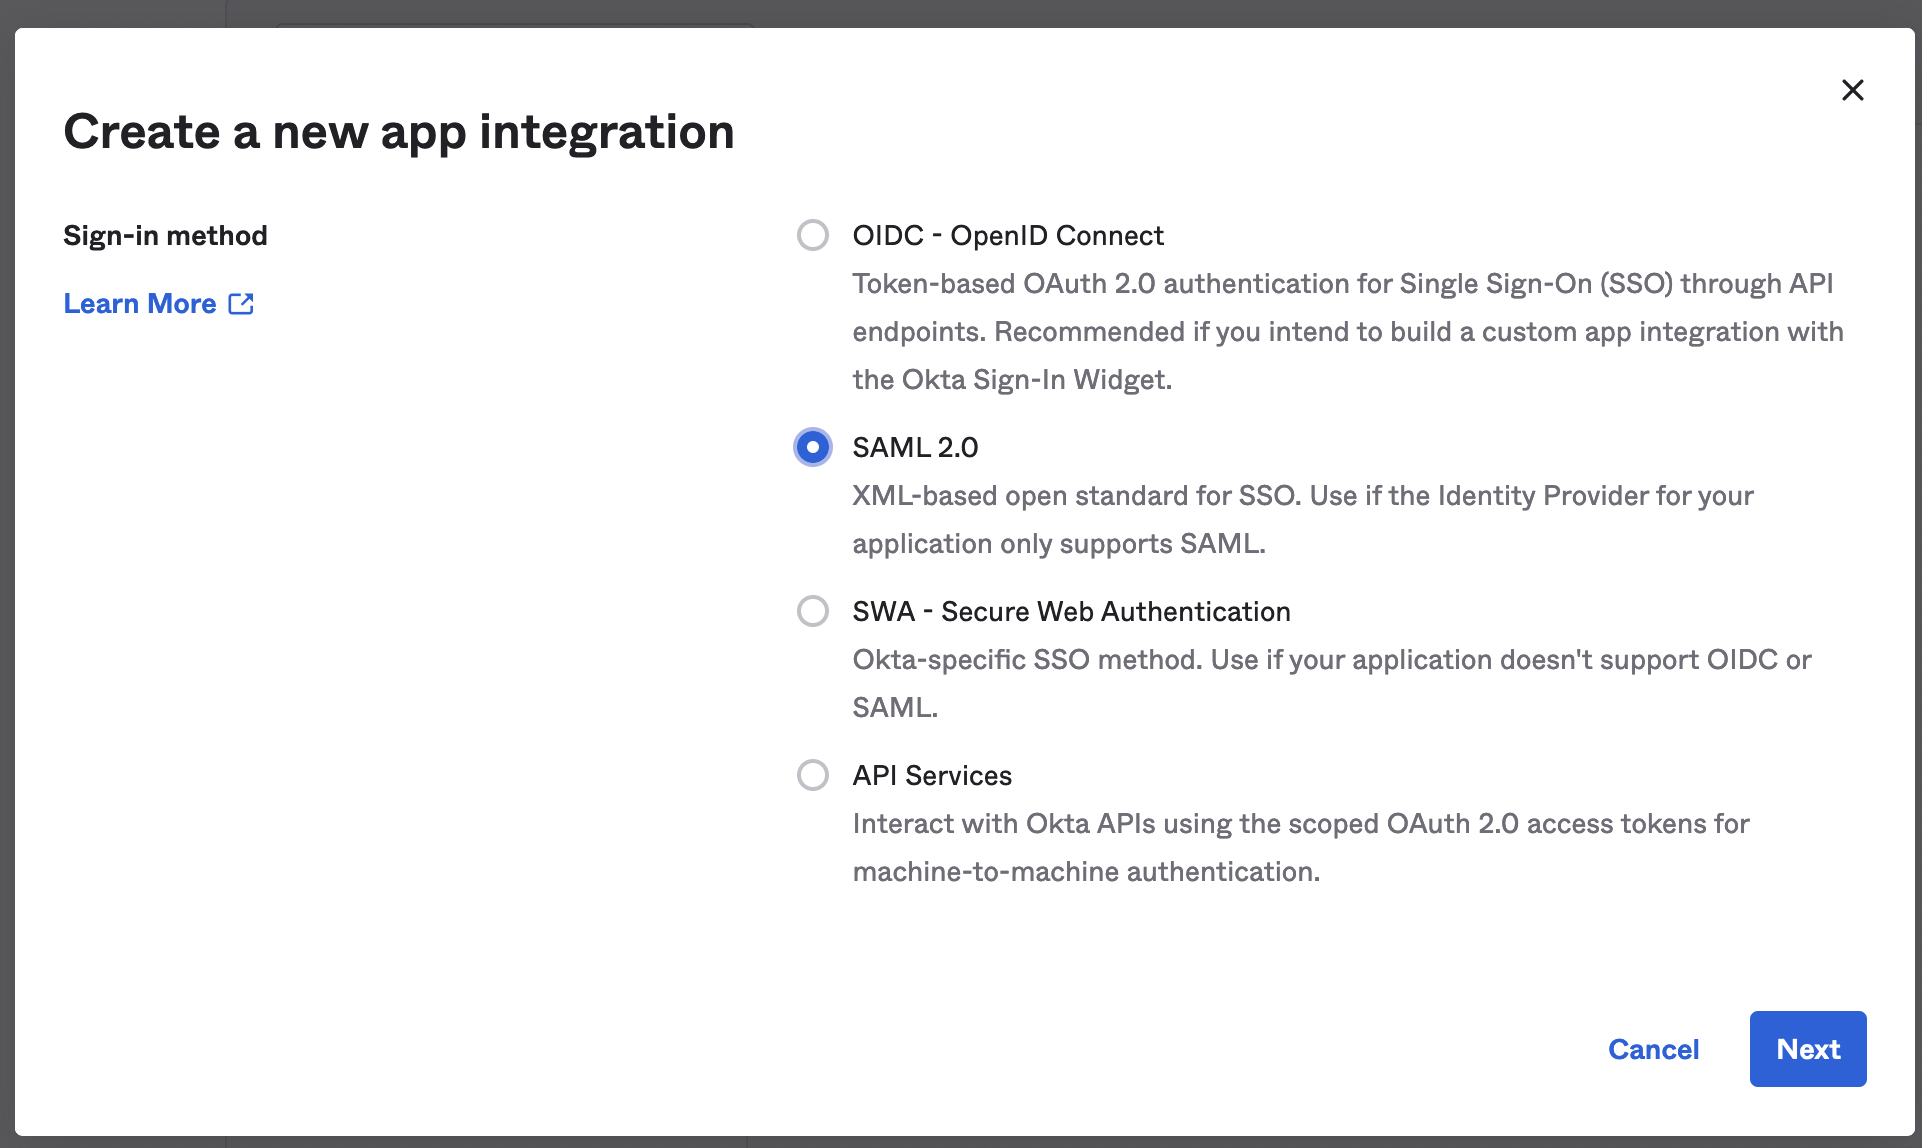 Create a new app integration
Sign-in method
Learn More
OIDC - OpenID Connect
Token-based OAuth 2.0 authentication for Single Sign-On (SSO) through API
endpoints. Recommended if you intend to build a custom app integration with
the Okta Sign-In Widget.
SAML 2.0
XML-based open standard for SSO. Use if the Identity Provider for your
application only supports SAML.
SWA - Secure Web Authentication
Okta-specific SSO method. Use if your application doesn't support OIDC or
SAML.
API Services
Interact with Okta APIs using the scoped OAuth 2.0 access tokens for
machine-to-machine authentication.
Cancel
Next